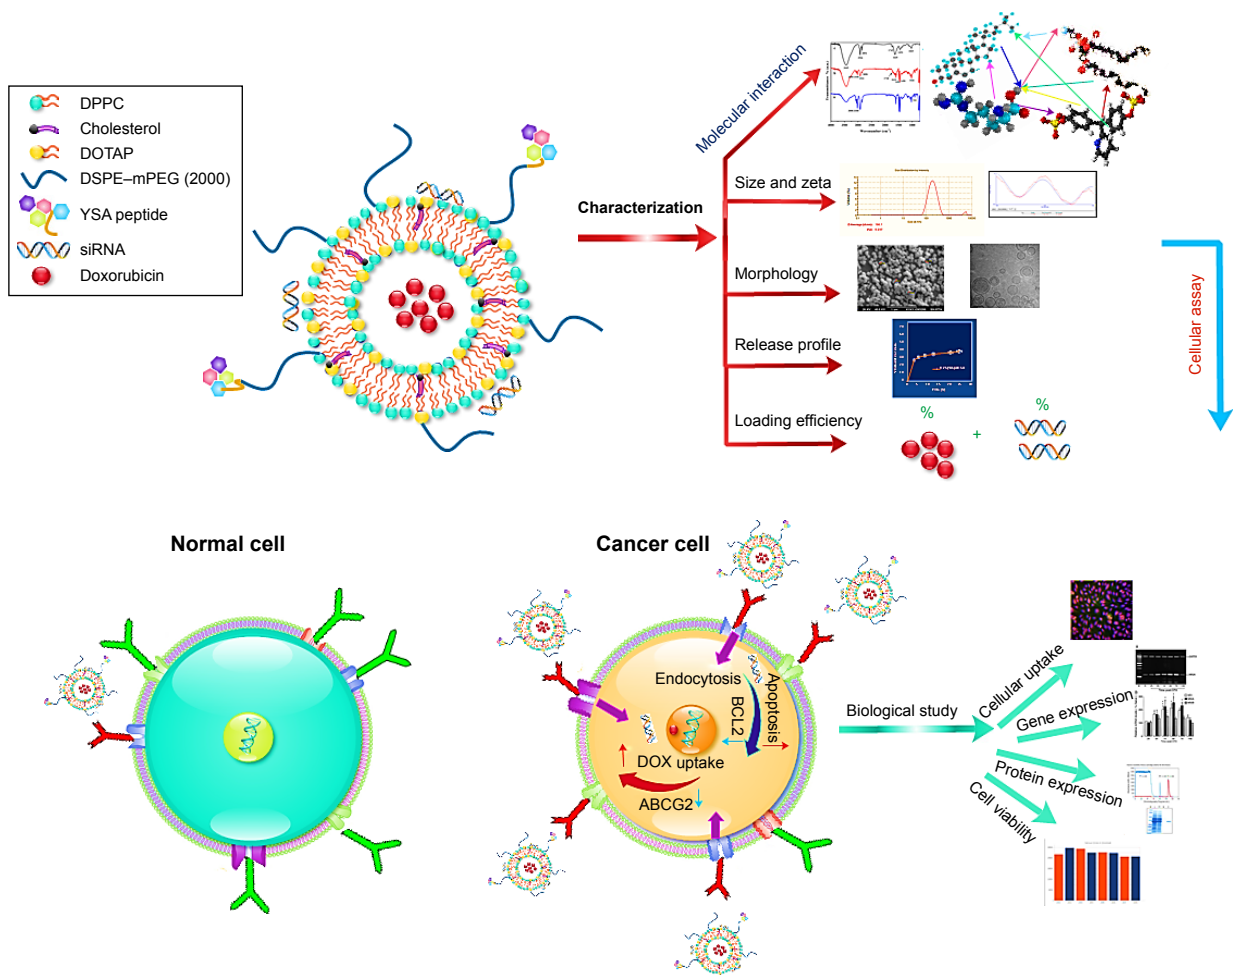 DPPC
Cholesterol
DOTAP
DSPE–mPEG (2000)
YSA peptide
siRNA
Doxorubicin
Characterization
Molecular interaction
Size and zeta
Morphology
Release profile
Loading efficiency
%
%
+
Cellular assay
Normal cell
Cancer cell
Endocytosis
Apoptosis
BCL2
DOX uptake
ABCG2
Biological study
Cellular uptake
Gene expression
Protein expression
Cell viability